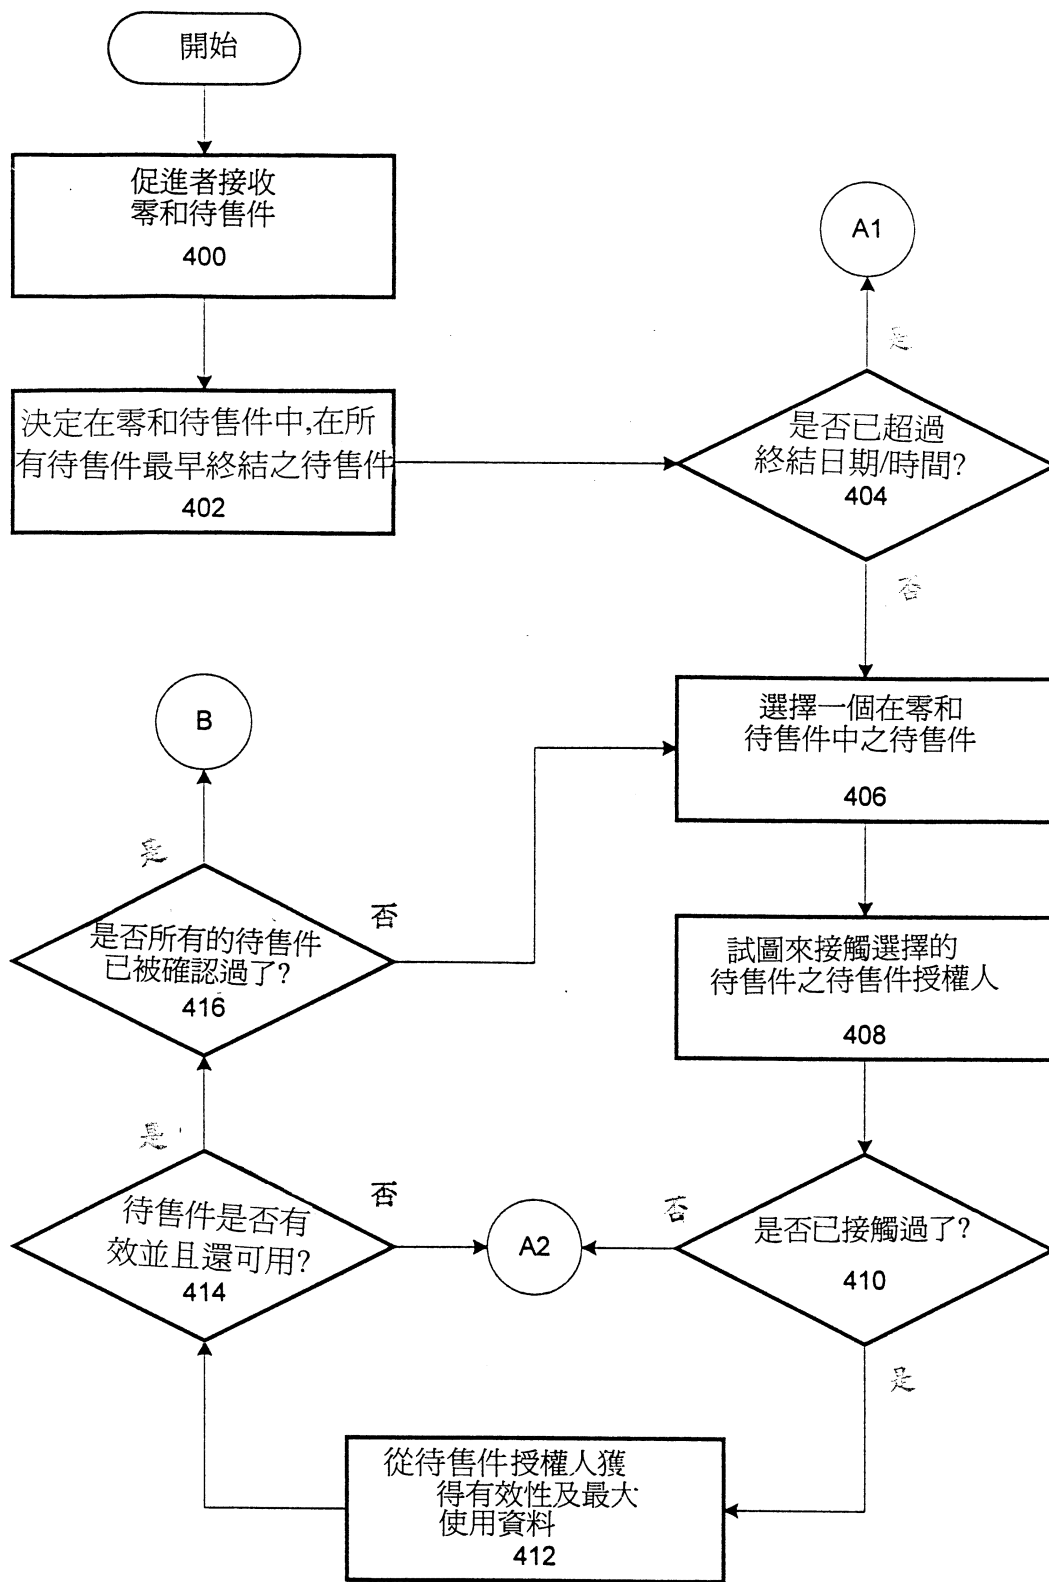 開始
促進者接收
零和待售件
400
決定在零和待售件中,在所
有待售件最早終結之待售件
402
A1
是
是否已超過
終結日期/時間?
404
否
選擇一個在零和
待售件中之待售件
406
試圖來接觸選擇的
待售件之待售件授權人
408
是否已接觸過了?
410
否
是
A2
從待售件授權人獲
得有效性及最大
使用資料
412
待售件是否有
效並且還可用?
414
否
是
是否所有的待售件
已被確認過了?
416
否
是
B